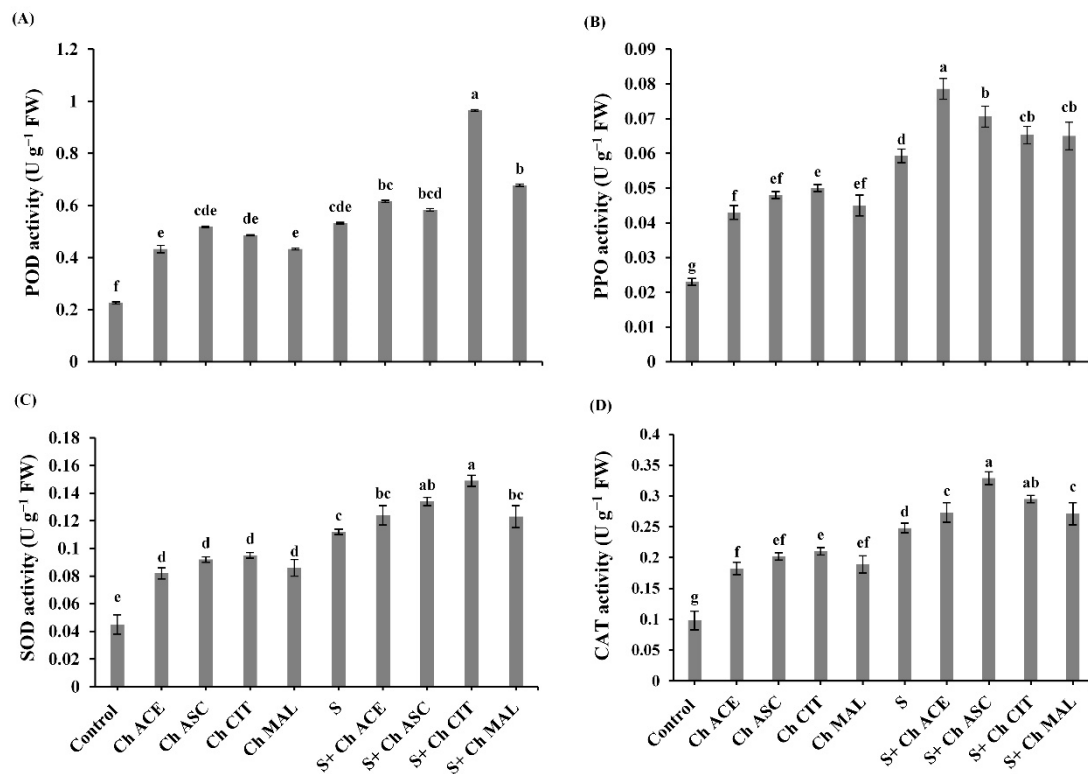 (A)
POD activity (U g⁻¹ FW)
1.2
1
0.8
0.6
0.4
0.2
0
f
e
cde
de
e
cde
bc
bcd
a
b
(B)
PPO activity (U g⁻¹ FW)
0.09
0.08
0.07
0.06
0.05
0.04
0.03
0.02
0.01
0
g
f
ef
e
ef
d
a
b
cb
cb
(C)
SOD activity (U g⁻¹ FW)
0.18
0.16
0.14
0.12
0.1
0.08
0.06
0.04
0.02
0
e
d
d
d
d
c
bc
ab
a
bc
Control
Ch ACE
Ch ASC
Ch CIT
Ch MAL
S
S+ Ch ACE
S+ Ch ASC
S+ Ch CIT
S+ Ch MAL
(D)
CAT activity (U g⁻¹ FW)
0.4
0.35
0.3
0.25
0.2
0.15
0.1
0.05
0
g
f
ef
e
ef
d
c
a
ab
c
Control
Ch ACE
Ch ASC
Ch CIT
Ch MAL
S
S+ Ch ACE
S+ Ch ASC
S+ Ch CIT
S+ Ch MAL